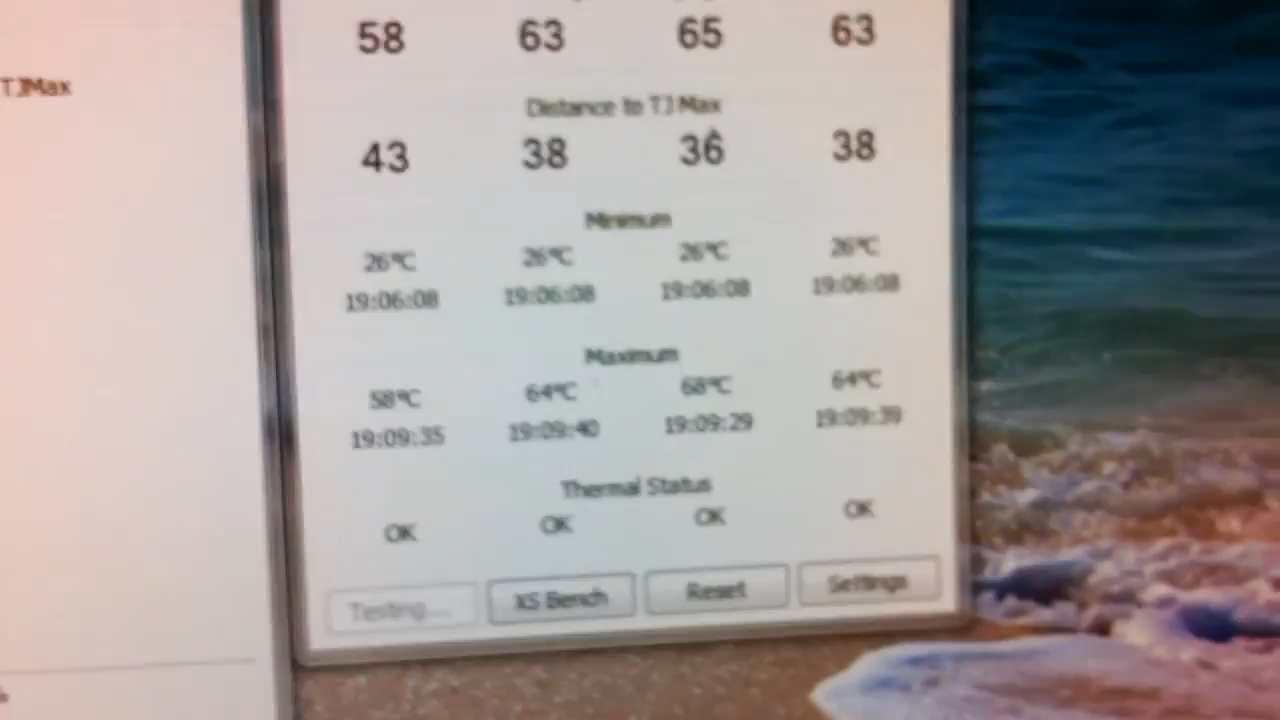 58 63 65 63
TJMax
Distance to TJ Max
43 38 36 38
Minimum
26°C 26°C 26°C 26°C
19:06:08 19:06:08 19:06:08 19:06:08
Maximum
58°C 64°C 68°C 64°C
19:09:35 19:09:40 19:09:29 19:09:39
Thermal Status
OK OK OK OK
Testing.... XS Bench Reset Settings